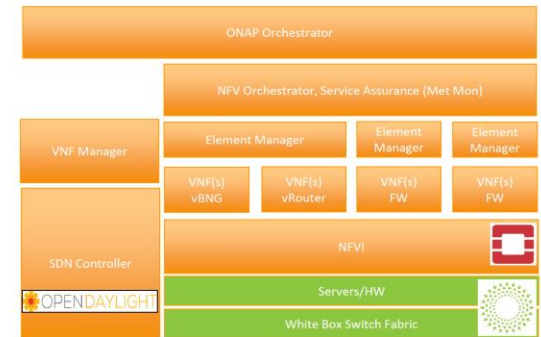 ONAP Orchestrator
NFV Orchestrator, Service Assurance (Met Mon)
VNF Manager
Element Manager
Element
Manager
Element
Manager
VNF(s)
vBNG
VNF(s)
vRouter
VNF(s)
FW
VNF(s)
FW
SDN Controller
OPENDAYLIGHT
NFVI
Servers/HW
White Box Switch Fabric